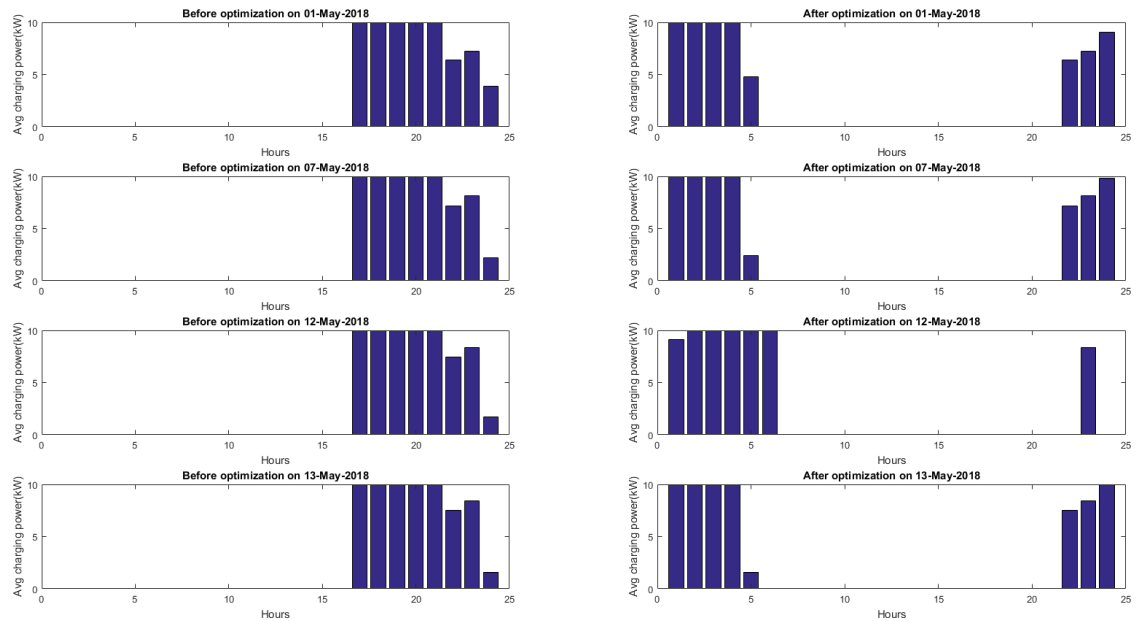 Before optimization on 01-May-2018
Avg charging power(kW)
10
5
0
0 5 10 15 20 25
Hours
After optimization on 01-May-2018
Avg charging power(kW)
10
5
0
0 5 10 15 20 25
Hours
Before optimization on 07-May-2018
Avg charging power(kW)
10
5
0
0 5 10 15 20 25
Hours
After optimization on 07-May-2018
Avg charging power(kW)
10
5
0
0 5 10 15 20 25
Hours
Before optimization on 12-May-2018
Avg charging power(kW)
10
5
0
0 5 10 15 20 25
Hours
After optimization on 12-May-2018
Avg charging power(kW)
10
5
0
0 5 10 15 20 25
Hours
Before optimization on 13-May-2018
Avg charging power(kW)
10
5
0
0 5 10 15 20 25
Hours
After optimization on 13-May-2018
Avg charging power(kW)
10
5
0
0 5 10 15 20 25
Hours